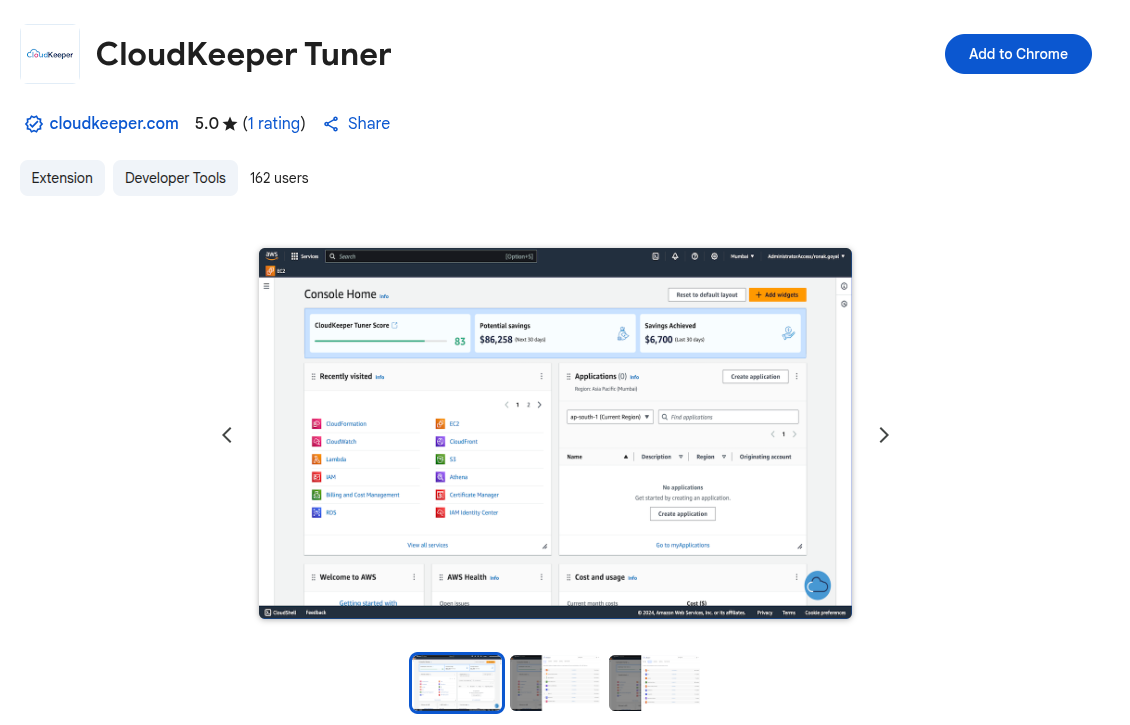 CloudKeeper
CloudKeeper Tuner
Add to Chrome
cloudkeeper.com 5.0 ★ (1 rating) Share
Extension Developer Tools 162 users
aws Services Search [Option+S] Mumbai ▼ AdministratorAccess/ronak.goyal ▼
EC2
Console Home Info Reset to default layout + Add widgets
CloudKeeper Tuner Score 83
Potential savings
$86,258 (Next 30 days)
Savings Achieved
$6,700 (Last 30 days)
Recently visited Info
1 2
CloudFormation EC2
CloudWatch CloudFront
Lambda S3
IAM Athena
Billing and Cost Management Certificate Manager
RDS IAM Identity Center
View all services
Applications (0) Info Create application
Region: Asia Pacific (Mumbai)
ap-south-1 (Current Region) ▼ Find applications
1
Name ▲ Description ▼ Region ▼ Originating account
No applications
Get started by creating an application.
Create application
Go to myApplications
Welcome to AWS
Getting started with
AWS Health Info
Open issues
Cost and usage Info
Current month costs Cost ($)
CloudShell Feedback © 2024, Amazon Web Services, Inc. or its affiliates. Privacy Terms Cookie preferences